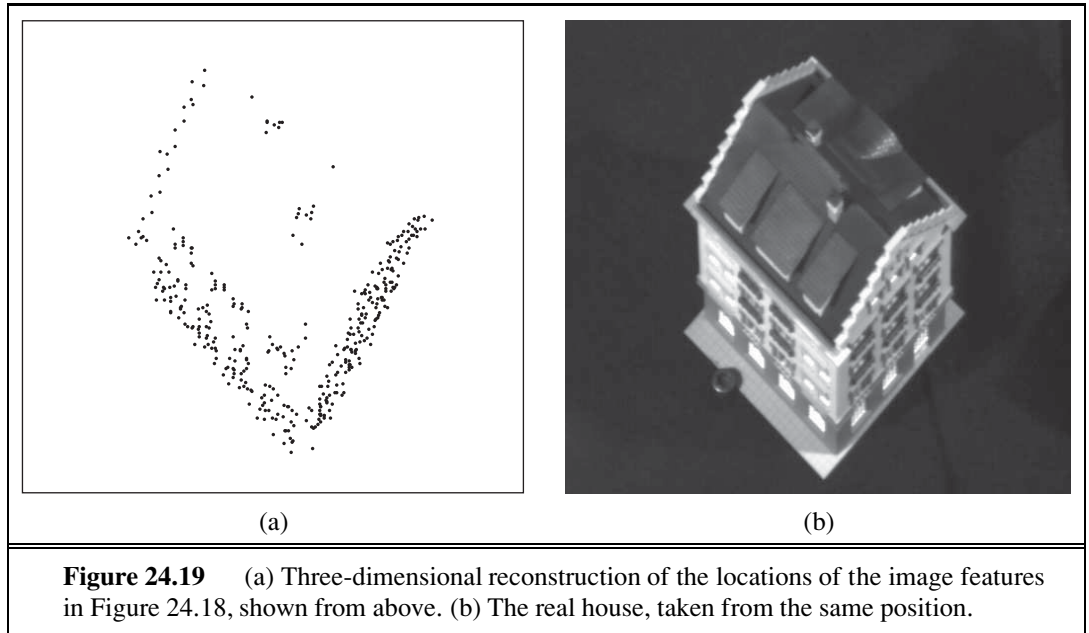 (a)
(b)
Figure 24.19 (a) Three-dimensional reconstruction of the locations of the image features
in Figure 24.18, shown from above. (b) The real house, taken from the same position.